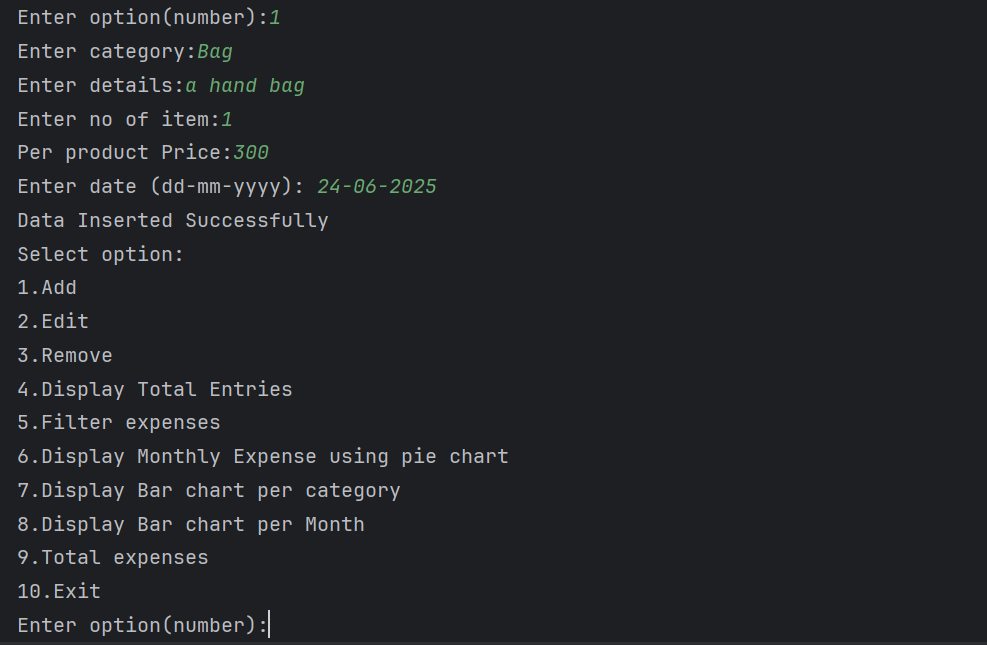 Enter option(number):1
Enter category:Bag
Enter details:a hand bag
Enter no of item:1
Per product Price:300
Enter date (dd-mm-yyyy): 24-06-2025
Data Inserted Successfully
Select option:
1.Add
2.Edit
3.Remove
4.Display Total Entries
5.Filter expenses
6.Display Monthly Expense using pie chart
7.Display Bar chart per category
8.Display Bar chart per Month
9.Total expenses
10.Exit
Enter option(number):